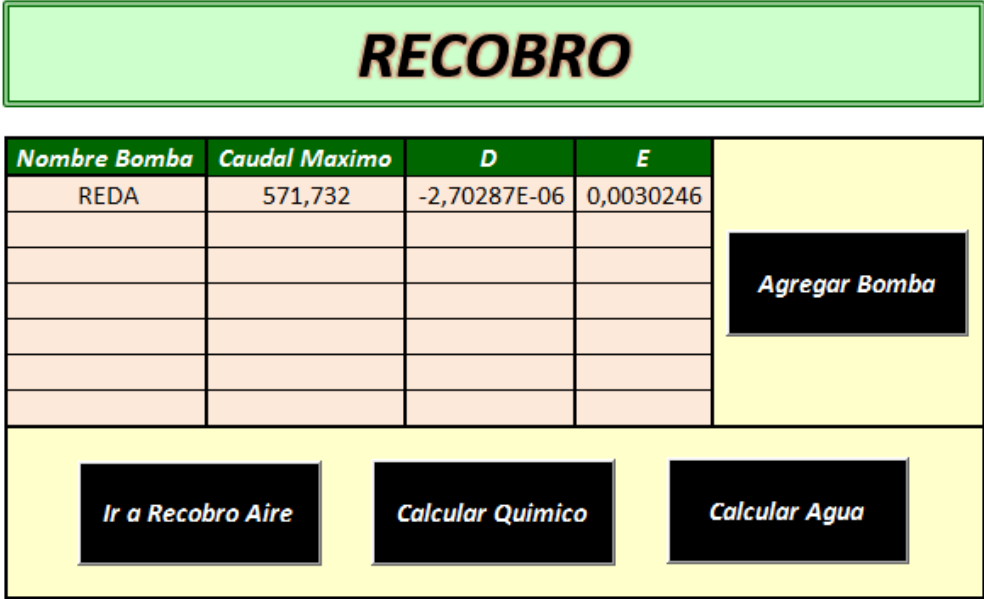 RECOBRO
Nombre Bomba Caudal Maximo D E
REDA 571,732 -2,70287E-06 0,0030246
Agregar Bomba
Ir a Recobro Aire Calcular Quimico Calcular Agua